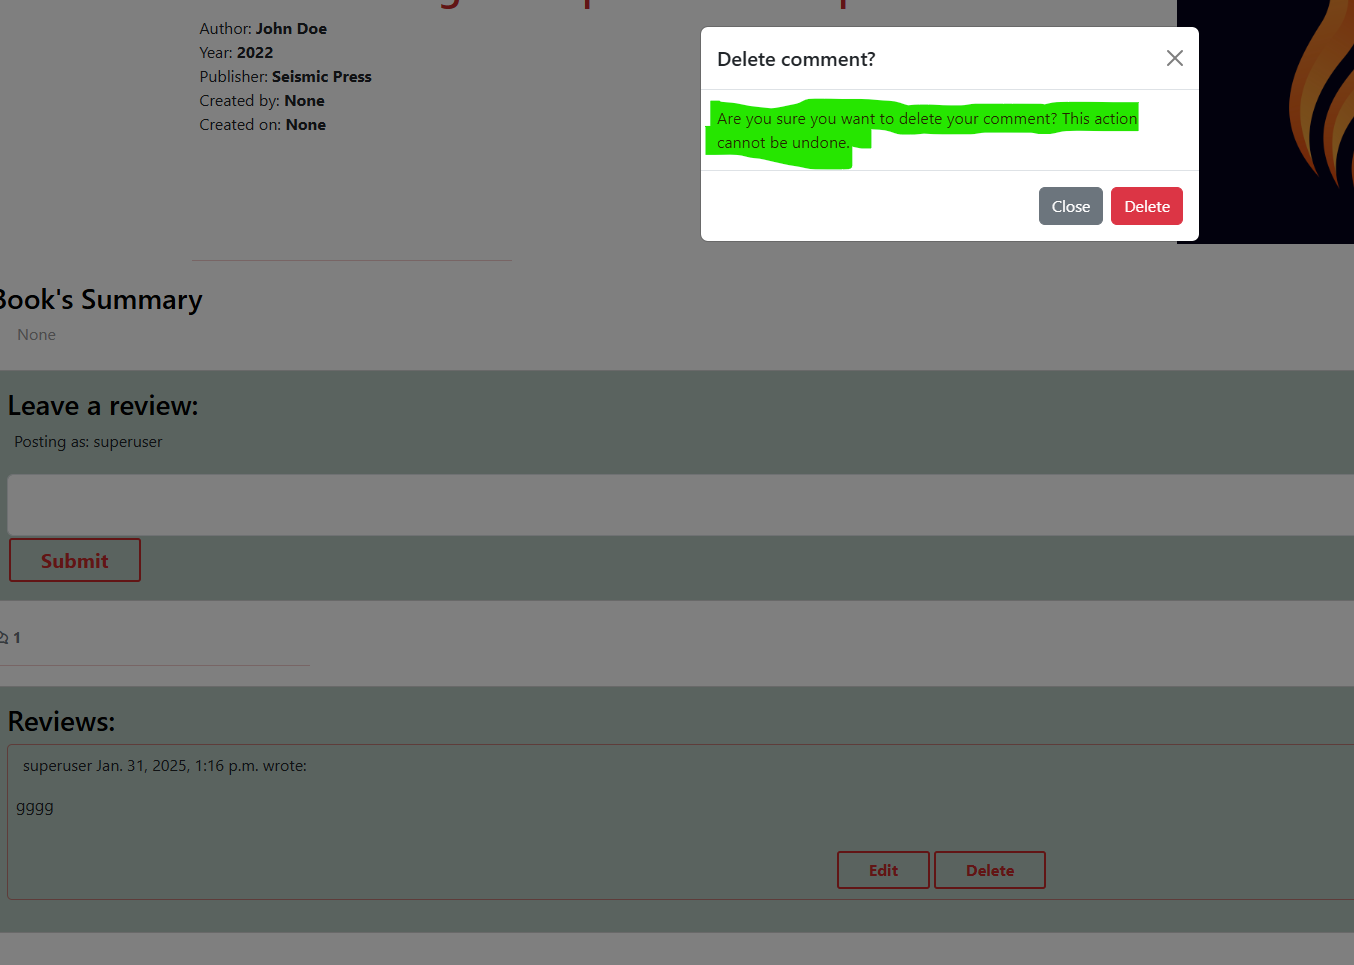 Author: John Doe
Year: 2022
Publisher: Seismic Press
Created by: None
Created on: None
Delete comment?
Are you sure you want to delete your comment? This action
cannot be undone.
Close Delete
Book's Summary
None
Leave a review:
Posting as: superuser
Submit
1
Reviews:
superuser Jan. 31, 2025, 1:16 p.m. wrote:
gggg
Edit Delete